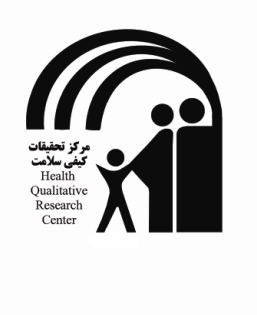 مرکز تحقیقات
کیفی سلامت
Health
Qualitative
Research
Center